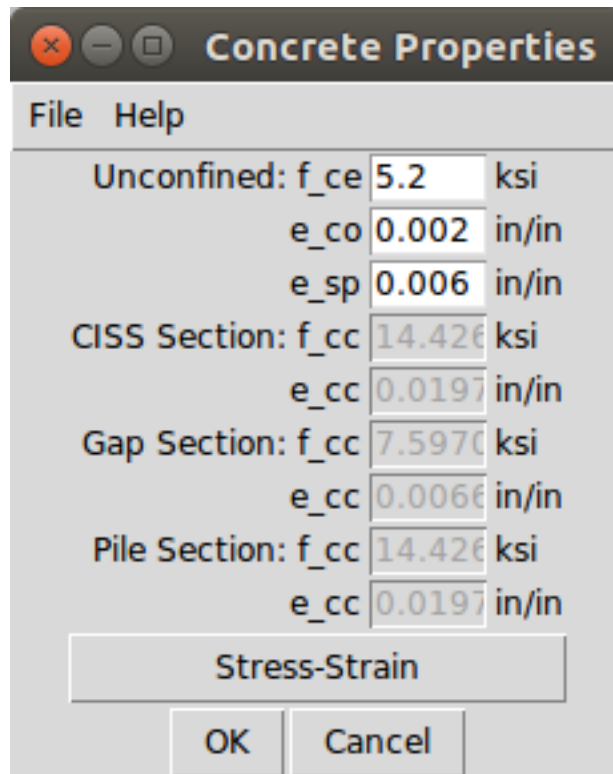 Concrete Properties
File Help
Unconfined: f_ce 5.2 ksi
e_co 0.002 in/in
e_sp 0.006 in/in
CISS Section: f_cc 14.426 ksi
e_cc 0.0197 in/in
Gap Section: f_cc 7.5970 ksi
e_cc 0.0066 in/in
Pile Section: f_cc 14.426 ksi
e_cc 0.0197 in/in
Stress-Strain
OK Cancel